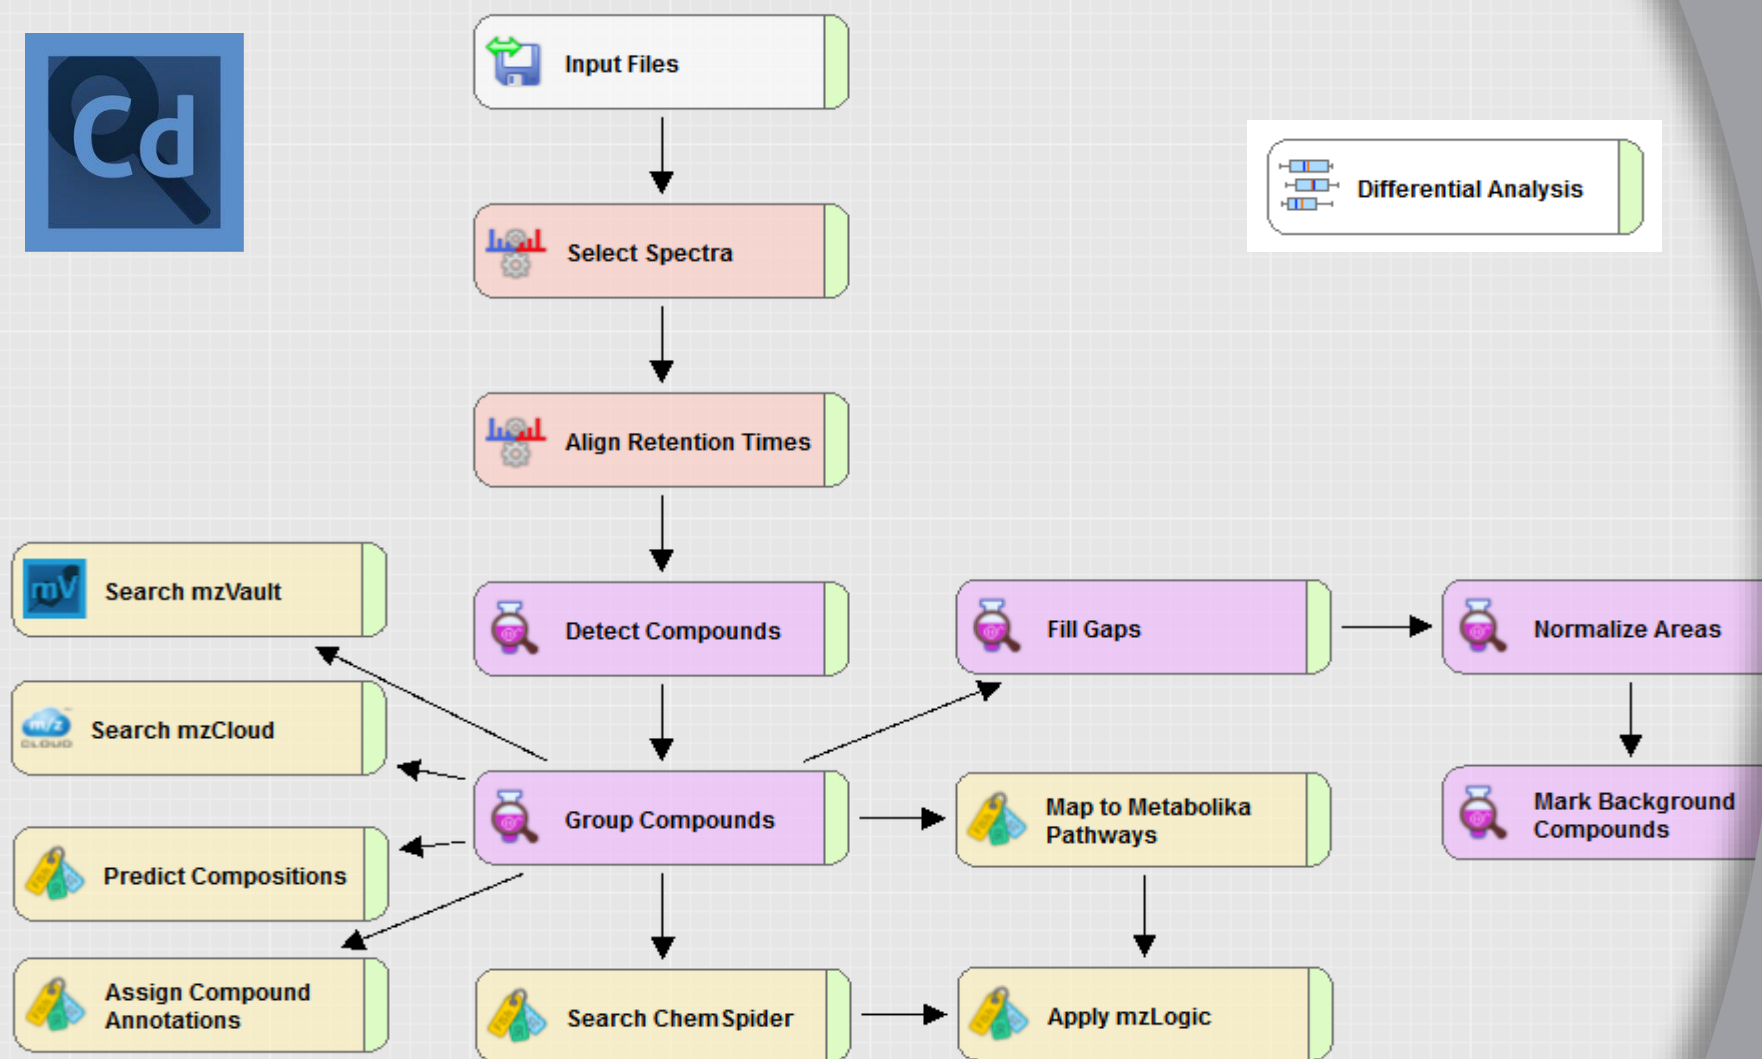 Cd
Input Files
Differential Analysis
Select Spectra
Align Retention Times
mV
Search mzVault
Detect Compounds
Fill Gaps
Normalize Areas
m/z
CLOUD
Search mzCloud
Group Compounds
Map to Metabolika
Pathways
Mark Background
Compounds
Predict Compositions
Assign Compound
Annotations
Search ChemSpider
Apply mzLogic